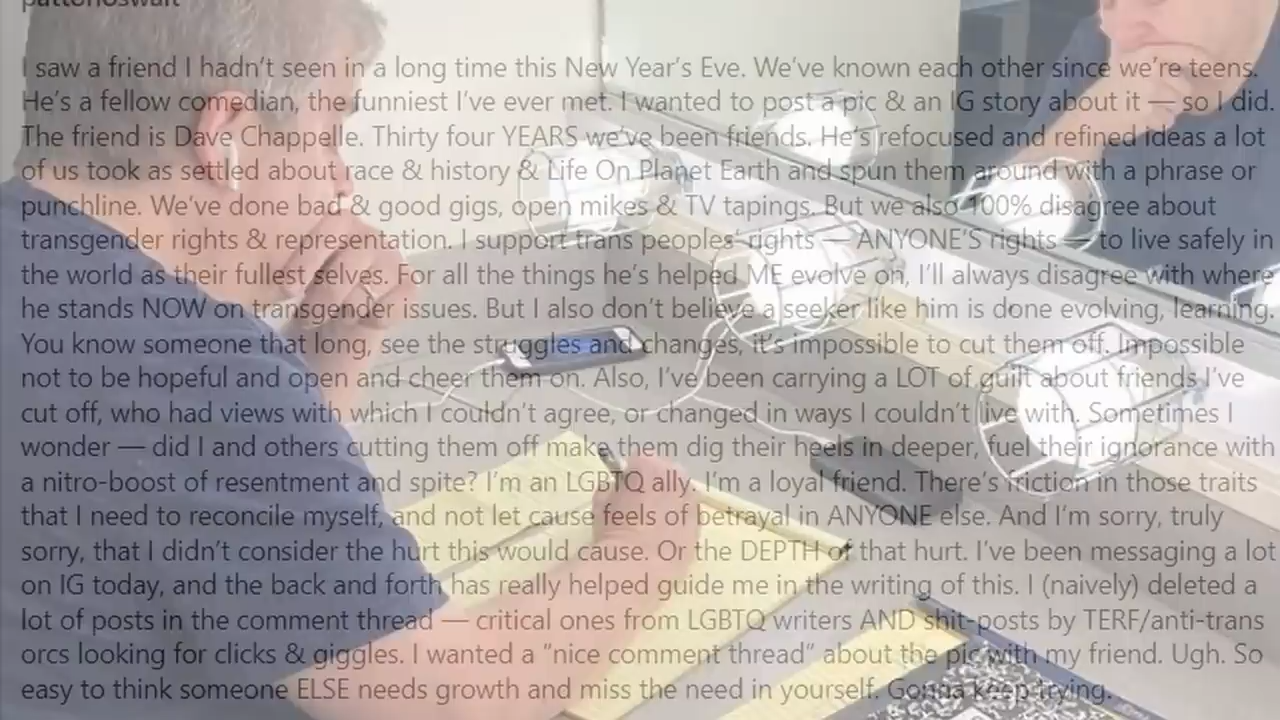 pattonoswalt
I saw a friend I hadn't seen in a long time this New Year's Eve. We've known each other since we're teens.
He's a fellow comedian, the funniest I've ever met. I wanted to post a pic & an IG story about it — so I did.
The friend is Dave Chappelle. Thirty four YEARS we've been friends. He's refocused and refined ideas a lot
of us took as settled about race & history & Life On Planet Earth and spun them around with a phrase or
punchline. We've done bad & good gigs, open mikes & TV tapings. But we also 100% disagree about
transgender rights & representation. I support trans peoples' rights — ANYONE'S rights — to live safely in
the world as their fullest selves. For all the things he's helped ME evolve on, I'll always disagree with where
he stands NOW on transgender issues. But I also don't believe a seeker like him is done evolving, learning.
You know someone that long, see the struggles and changes, it's impossible to cut them off. Impossible
not to be hopeful and open and cheer them on. Also, I've been carrying a LOT of guilt about friends I've
cut off, who had views with which I couldn't agree, or changed in ways I couldn't live with. Sometimes I
wonder — did I and others cutting them off make them dig their heels in deeper, fuel their ignorance with
a nitro-boost of resentment and spite? I'm an LGBTQ ally. I'm a loyal friend. There's friction in those traits
that I need to reconcile myself, and not let cause feels of betrayal in ANYONE else. And I'm sorry, truly
sorry, that I didn't consider the hurt this would cause. Or the DEPTH of that hurt. I've been messaging a lot
on IG today, and the back and forth has really helped guide me in the writing of this. I (naively) deleted a
lot of posts in the comment thread — critical ones from LGBTQ writers AND shit-posts by TERF/anti-trans
orcs looking for clicks & giggles. I wanted a "nice comment thread" about the pic with my friend. Ugh. So
easy to think someone ELSE needs growth and miss the need in yourself. Gonna keep trying.